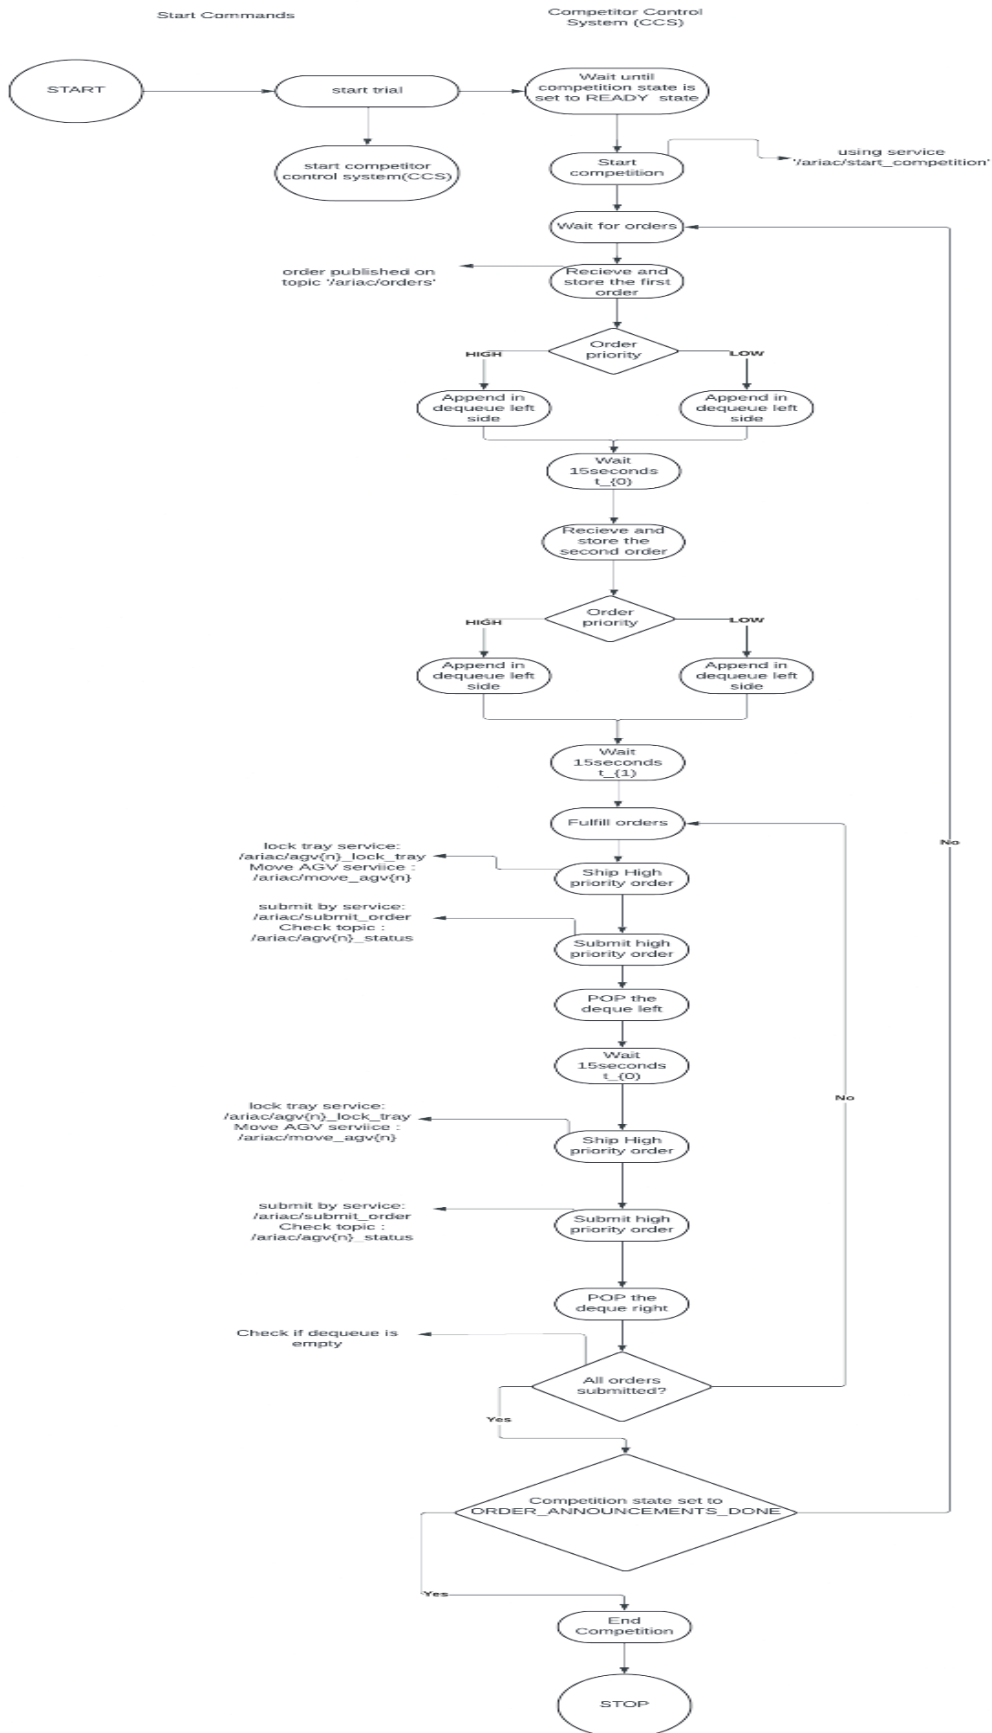 Start Commands
Competitor Control
System (CCS)
START
start trial
Wait until
competition state is
set to READY state
start competitor
control system(CCS)
Start
competition
using service
'/ariac/start_competition'
Wait for orders
order published on
topic '/ariac/orders'
Recieve and
store the first
order
Order
priority
HIGH
LOW
Append in
dequeue left
side
Append in
dequeue left
side
Wait
15seconds
t_{0)
Recieve and
store the
second order
Order
priority
HIGH
LOW
Append in
dequeue left
side
Append in
dequeue left
side
Wait
15seconds
t_{1)
Fulfill orders
No
lock tray service:
/ariac/agv{n}_lock_tray
Move AGV serviice :
/ariac/move_agv{n}
Ship High
priority order
submit by service:
/ariac/submit_order
Check topic :
/ariac/agv{n}_status
Submit high
priority order
POP the
deque left
Wait
15seconds
t_{0)
No
lock tray service:
/ariac/agv{n}_lock_tray
Move AGV serviice :
/ariac/move_agv{n}
Ship High
priority order
submit by service:
/ariac/submit_order
Check topic :
/ariac/agv{n}_status
Submit high
priority order
POP the
deque right
Check if dequeue is
empty
All orders
submitted?
Yes
Competition state set to
ORDER_ANNOUNCEMENTS_DONE
Yes
End
Competition
STOP